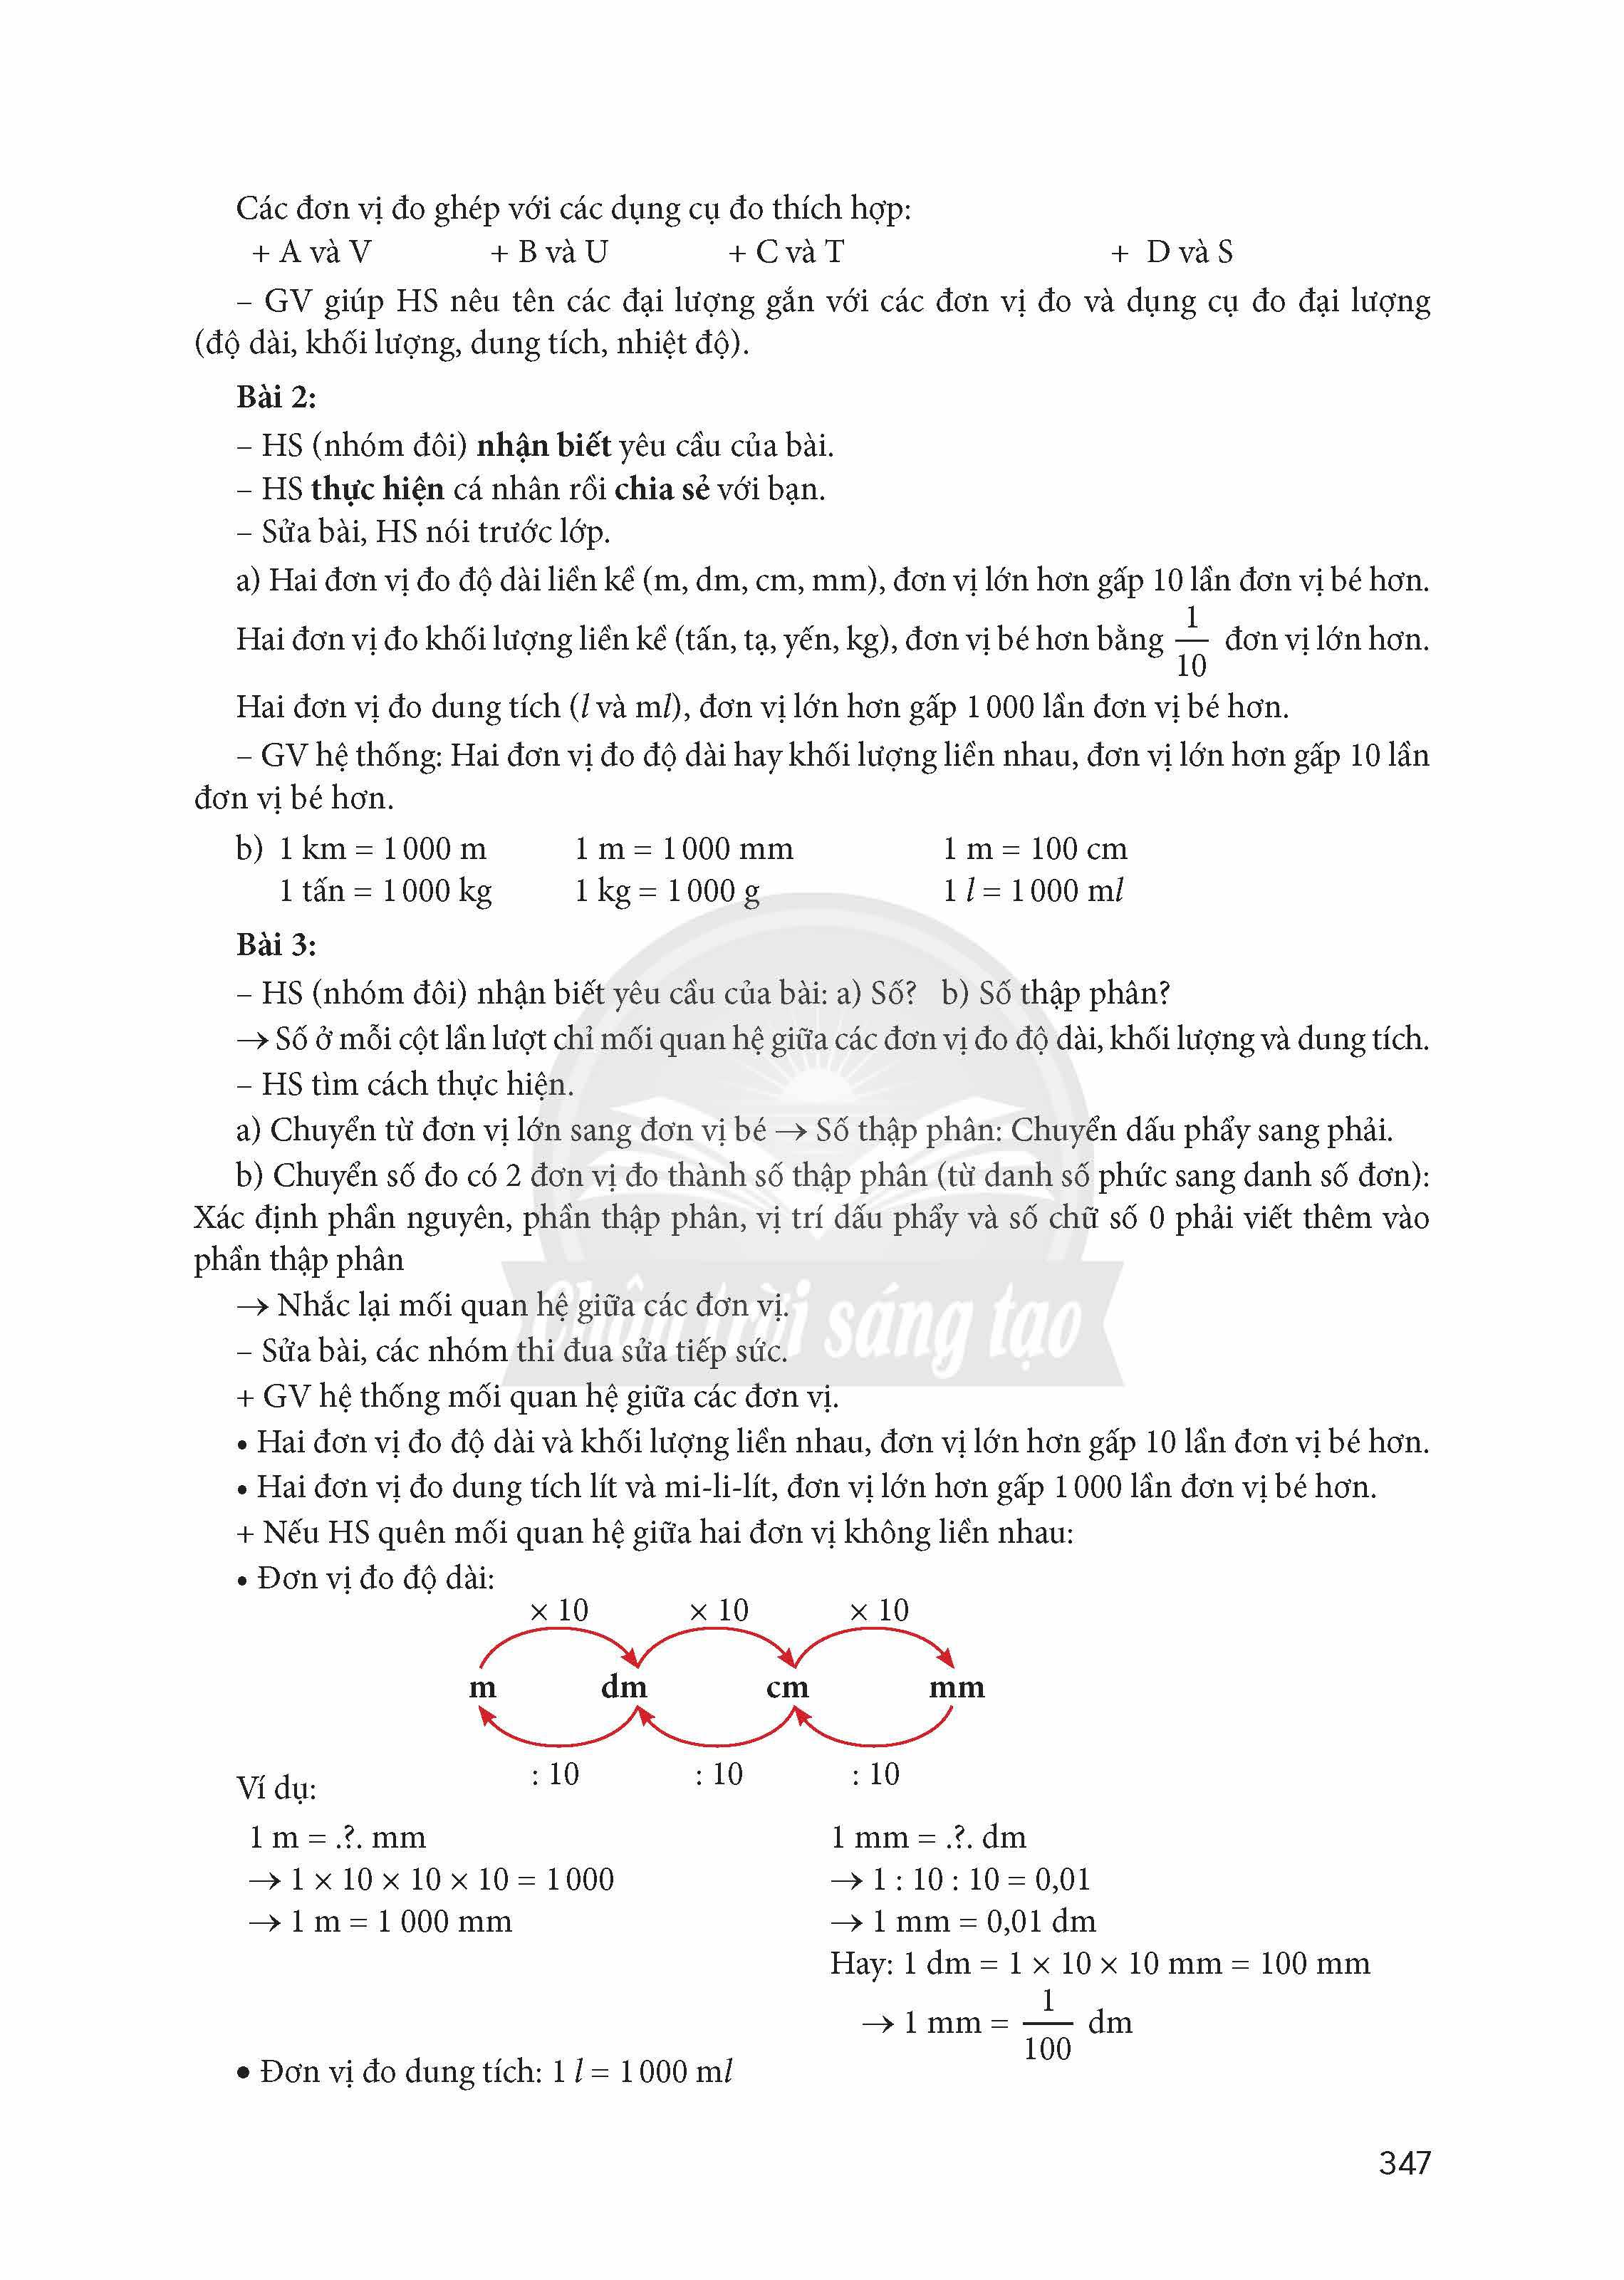 Các đơn vị đo ghép với các dụng cụ đo thích hợp:
+ A và V + B và U + C và T + D và S
– GV giúp HS nêu tên các đại lượng gắn với các đơn vị đo và dụng cụ đo đại lượng
(độ dài, khối lượng, dung tích, nhiệt độ).
Bài 2:
– HS (nhóm đôi) nhận biết yêu cầu của bài.
– HS thực hiện cá nhân rồi chia sẻ với bạn.
– Sửa bài, HS nói trước lớp.
a) Hai đơn vị đo độ dài liền kề (m, dm, cm, mm), đơn vị lớn hơn gấp 10 lần đơn vị bé hơn.
Hai đơn vị đo khối lượng liền kề (tấn, tạ, yến, kg), đơn vị bé hơn bằng 1/10 đơn vị lớn hơn.
Hai đơn vị đo dung tích (l và ml), đơn vị lớn hơn gấp 1 000 lần đơn vị bé hơn.
– GV hệ thống: Hai đơn vị đo độ dài hay khối lượng liền nhau, đơn vị lớn hơn gấp 10 lần
đơn vị bé hơn.
b) 1 km = 1 000 m 1 m = 1 000 mm 1 m = 100 cm
1 tấn = 1 000 kg 1 kg = 1 000 g 1 l = 1 000 ml
Bài 3:
– HS (nhóm đôi) nhận biết yêu cầu của bài: a) Số? b) Số thập phân?
→ Số ở mỗi cột lần lượt chỉ mối quan hệ giữa các đơn vị đo độ dài, khối lượng và dung tích.
– HS tìm cách thực hiện.
a) Chuyển từ đơn vị lớn sang đơn vị bé → Số thập phân: Chuyển dấu phẩy sang phải.
b) Chuyển số đo có 2 đơn vị đo thành số thập phân (từ danh số phức sang danh số đơn):
Xác định phần nguyên, phần thập phân, vị trí dấu phẩy và số chữ số 0 phải viết thêm vào
phần thập phân
→ Nhắc lại mối quan hệ giữa các đơn vị.
Chân trời sáng tạo
– Sửa bài, các nhóm thi đua sửa tiếp sức.
+ GV hệ thống mối quan hệ giữa các đơn vị.
• Hai đơn vị đo độ dài và khối lượng liền nhau, đơn vị lớn hơn gấp 10 lần đơn vị bé hơn.
• Hai đơn vị đo dung tích lít và mi-li-lít, đơn vị lớn hơn gấp 1 000 lần đơn vị bé hơn.
+ Nếu HS quên mối quan hệ giữa hai đơn vị không liền nhau:
• Đơn vị đo độ dài:
× 10 × 10 × 10
m dm cm mm
: 10 : 10 : 10
Ví dụ:
1 m = .?. mm 1 mm = .?. dm
→ 1 × 10 × 10 × 10 = 1 000 → 1 : 10 : 10 = 0,01
→ 1 m = 1 000 mm → 1 mm = 0,01 dm
Hay: 1 dm = 1 × 10 × 10 mm = 100 mm
→ 1 mm = 1/100 dm
• Đơn vị đo dung tích: 1 l = 1 000 ml
347